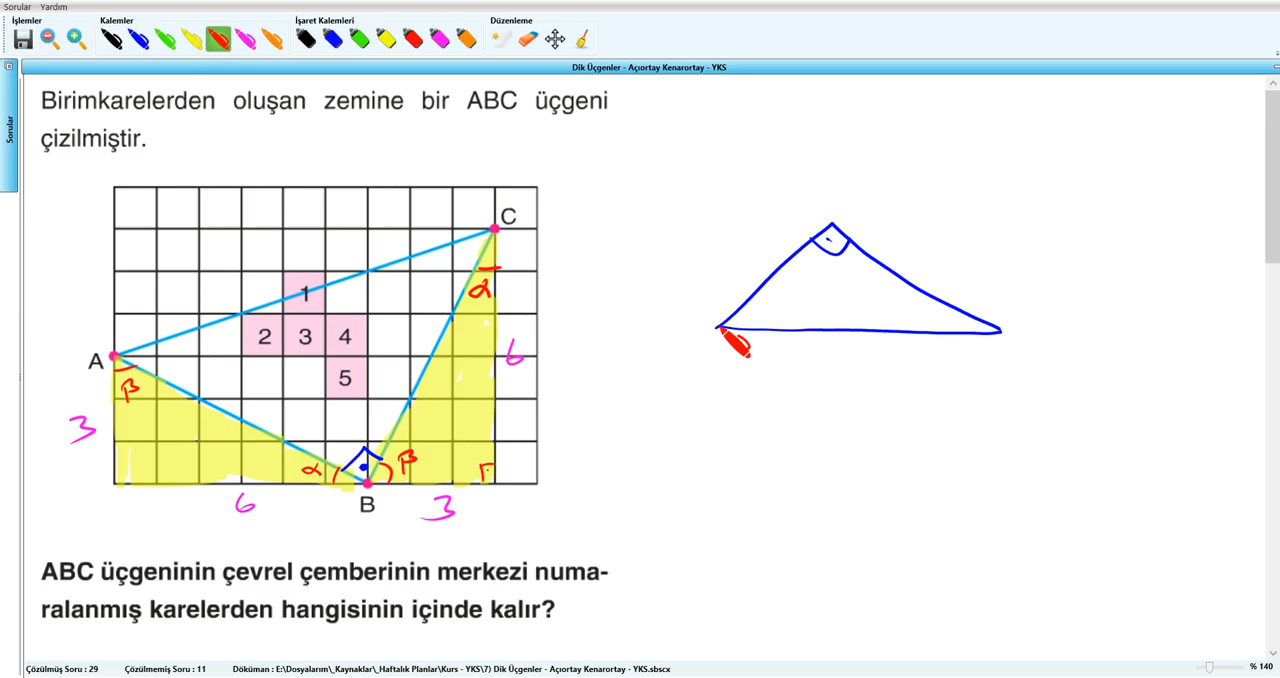 Sorular Yardım
İşlemler Kalemler İşaret Kalemleri Düzenleme
Dik Üçgenler - Açıortay Kenarortay - YKS
Sorular
Birimkarelerden oluşan zemine bir ABC üçgeni
çizilmiştir.
C
α
1
2 3 4
A
6
β
5
3
α
β
6
B
3
ABC üçgeninin çevrel çemberinin merkezi numa-
ralanmış karelerden hangisinin içinde kalır?
Çözülmüş Soru : 29 Çözülmemiş Soru : 11 Döküman : E:\Dosyalarım\_Kaynaklar\_Haftalık Planlar\Kurs - YKS\7) Dik Üçgenler - Açıortay Kenarortay - YKS.sbscx % 140